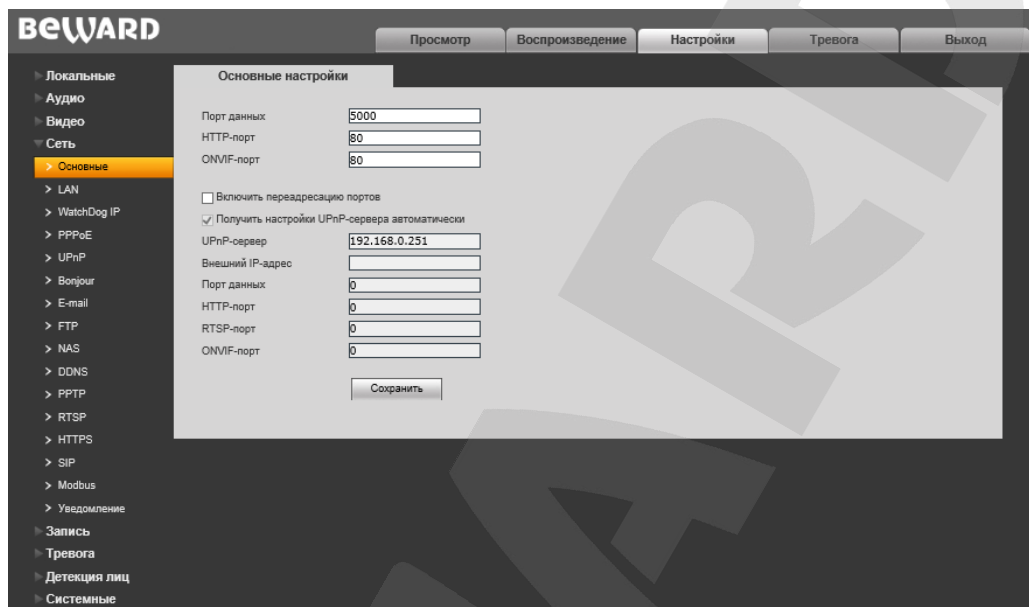 BEWARD
Просмотр
Воспроизведение
Настройки
Тревога
Выход
Локальные
Аудио
Видео
Сеть
Основные
LAN
WatchDog IP
PPPoE
UPnP
Bonjour
E-mail
FTP
NAS
DDNS
PPTP
RTSP
HTTPS
SIP
Modbus
Уведомление
Запись
Тревога
Детекция лиц
Системные
Основные настройки
Порт данных 5000
HTTP-порт 80
ONVIF-порт 80
Включить переадресацию портов
Получить настройки UPnP-сервера автоматически
UPnP-сервер 192.168.0.251
Внешний IP-адрес
Порт данных 0
HTTP-порт 0
RTSP-порт 0
ONVIF-порт 0
Сохранить